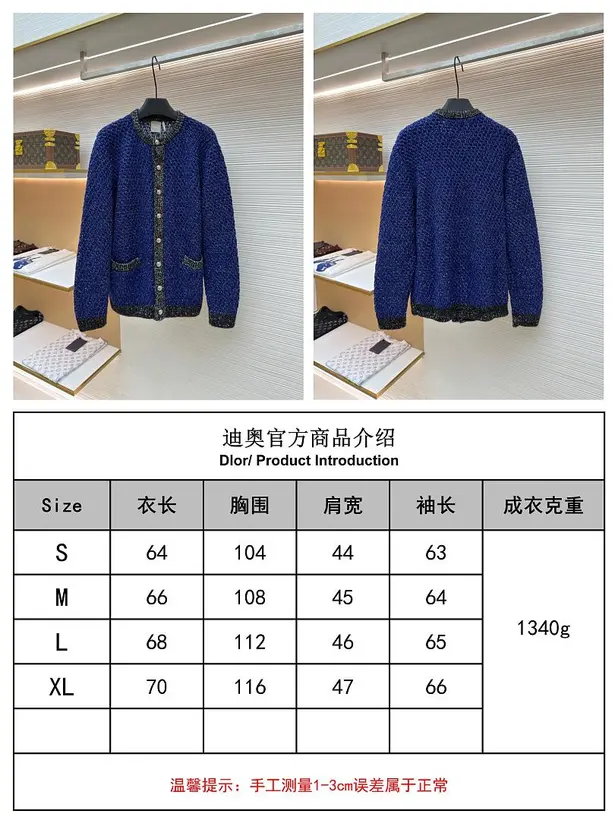 迪奥官方商品介绍
DIor/ Product Introduction
Size 衣长 胸围 肩宽 袖长 成衣克重
S 64 104 44 63
M 66 108 45 64
1340g
L 68 112 46 65
XL 70 116 47 66
温馨提示：手工测量1-3cm误差属于正常